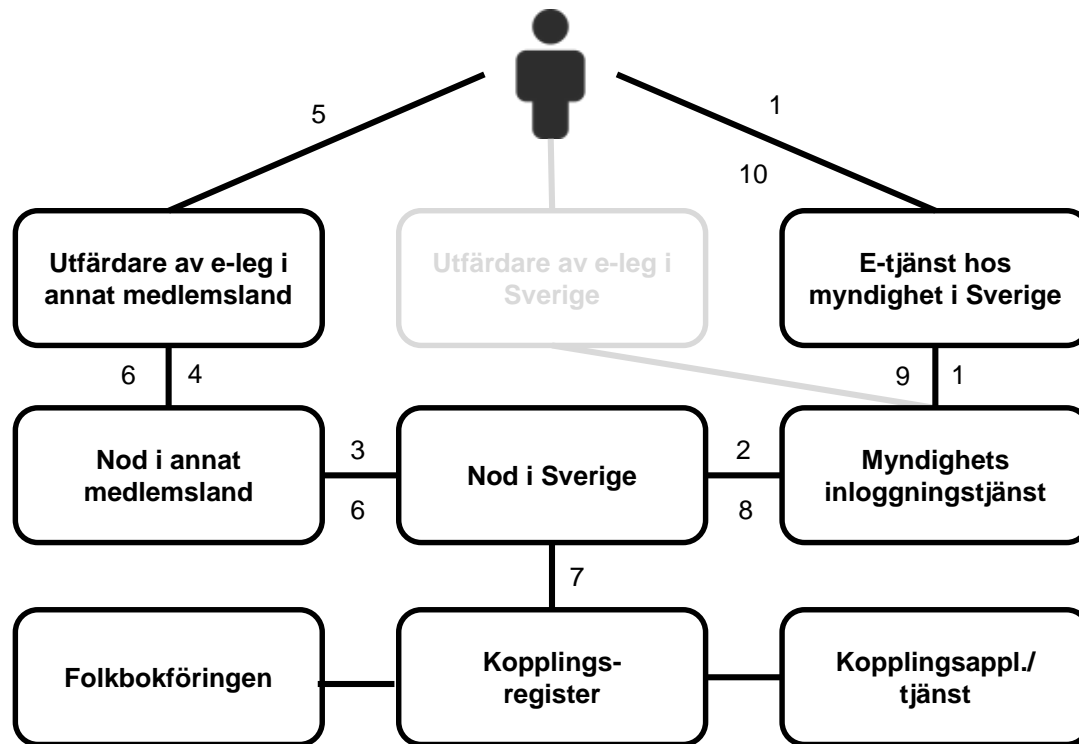 5
1
10
Utfärdare av e-leg i
annat medlemsland
Utfärdare av e-leg i
Sverige
E-tjänst hos
myndighet i Sverige
6
4
9
1
Nod i annat
medlemsland
3
6
Nod i Sverige
2
8
Myndighets
inloggningstjänst
7
Folkbokföringen
Kopplings-
register
Kopplingsappl./
tjänst